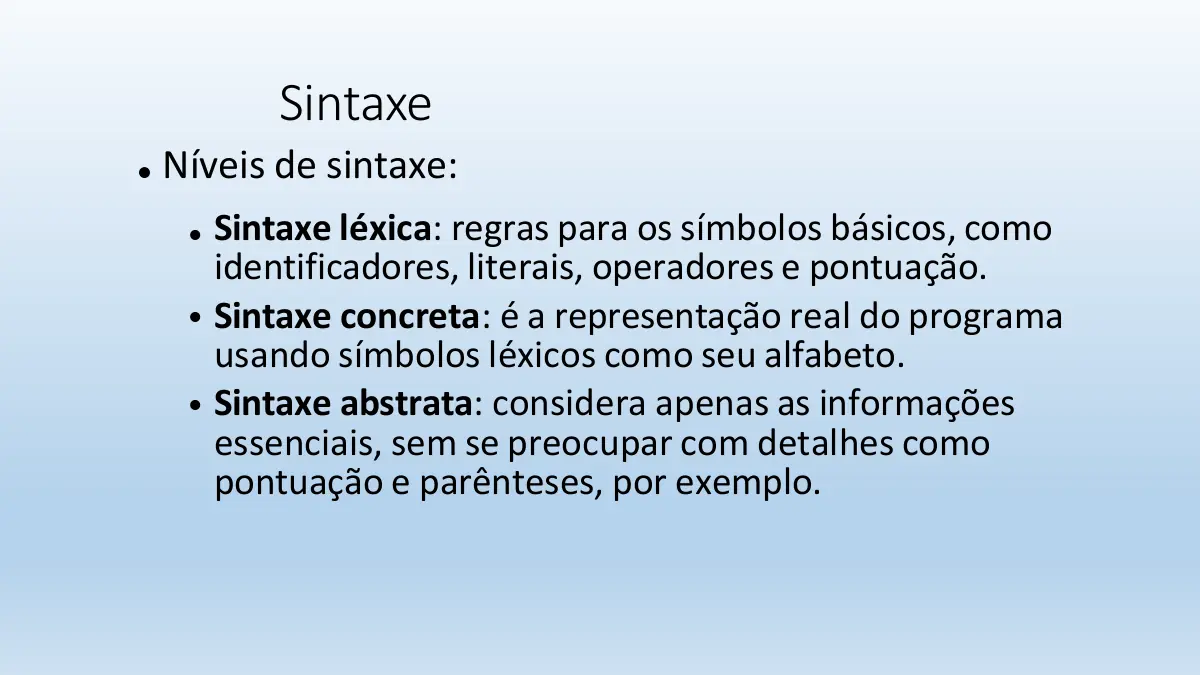 Sintaxe
• Níveis de sintaxe:
• Sintaxe léxica: regras para os símbolos básicos, como
identificadores, literais, operadores e pontuação.
• Sintaxe concreta: é a representação real do programa
usando símbolos léxicos como seu alfabeto.
• Sintaxe abstrata: considera apenas as informações
essenciais, sem se preocupar com detalhes como
pontuação e parênteses, por exemplo.